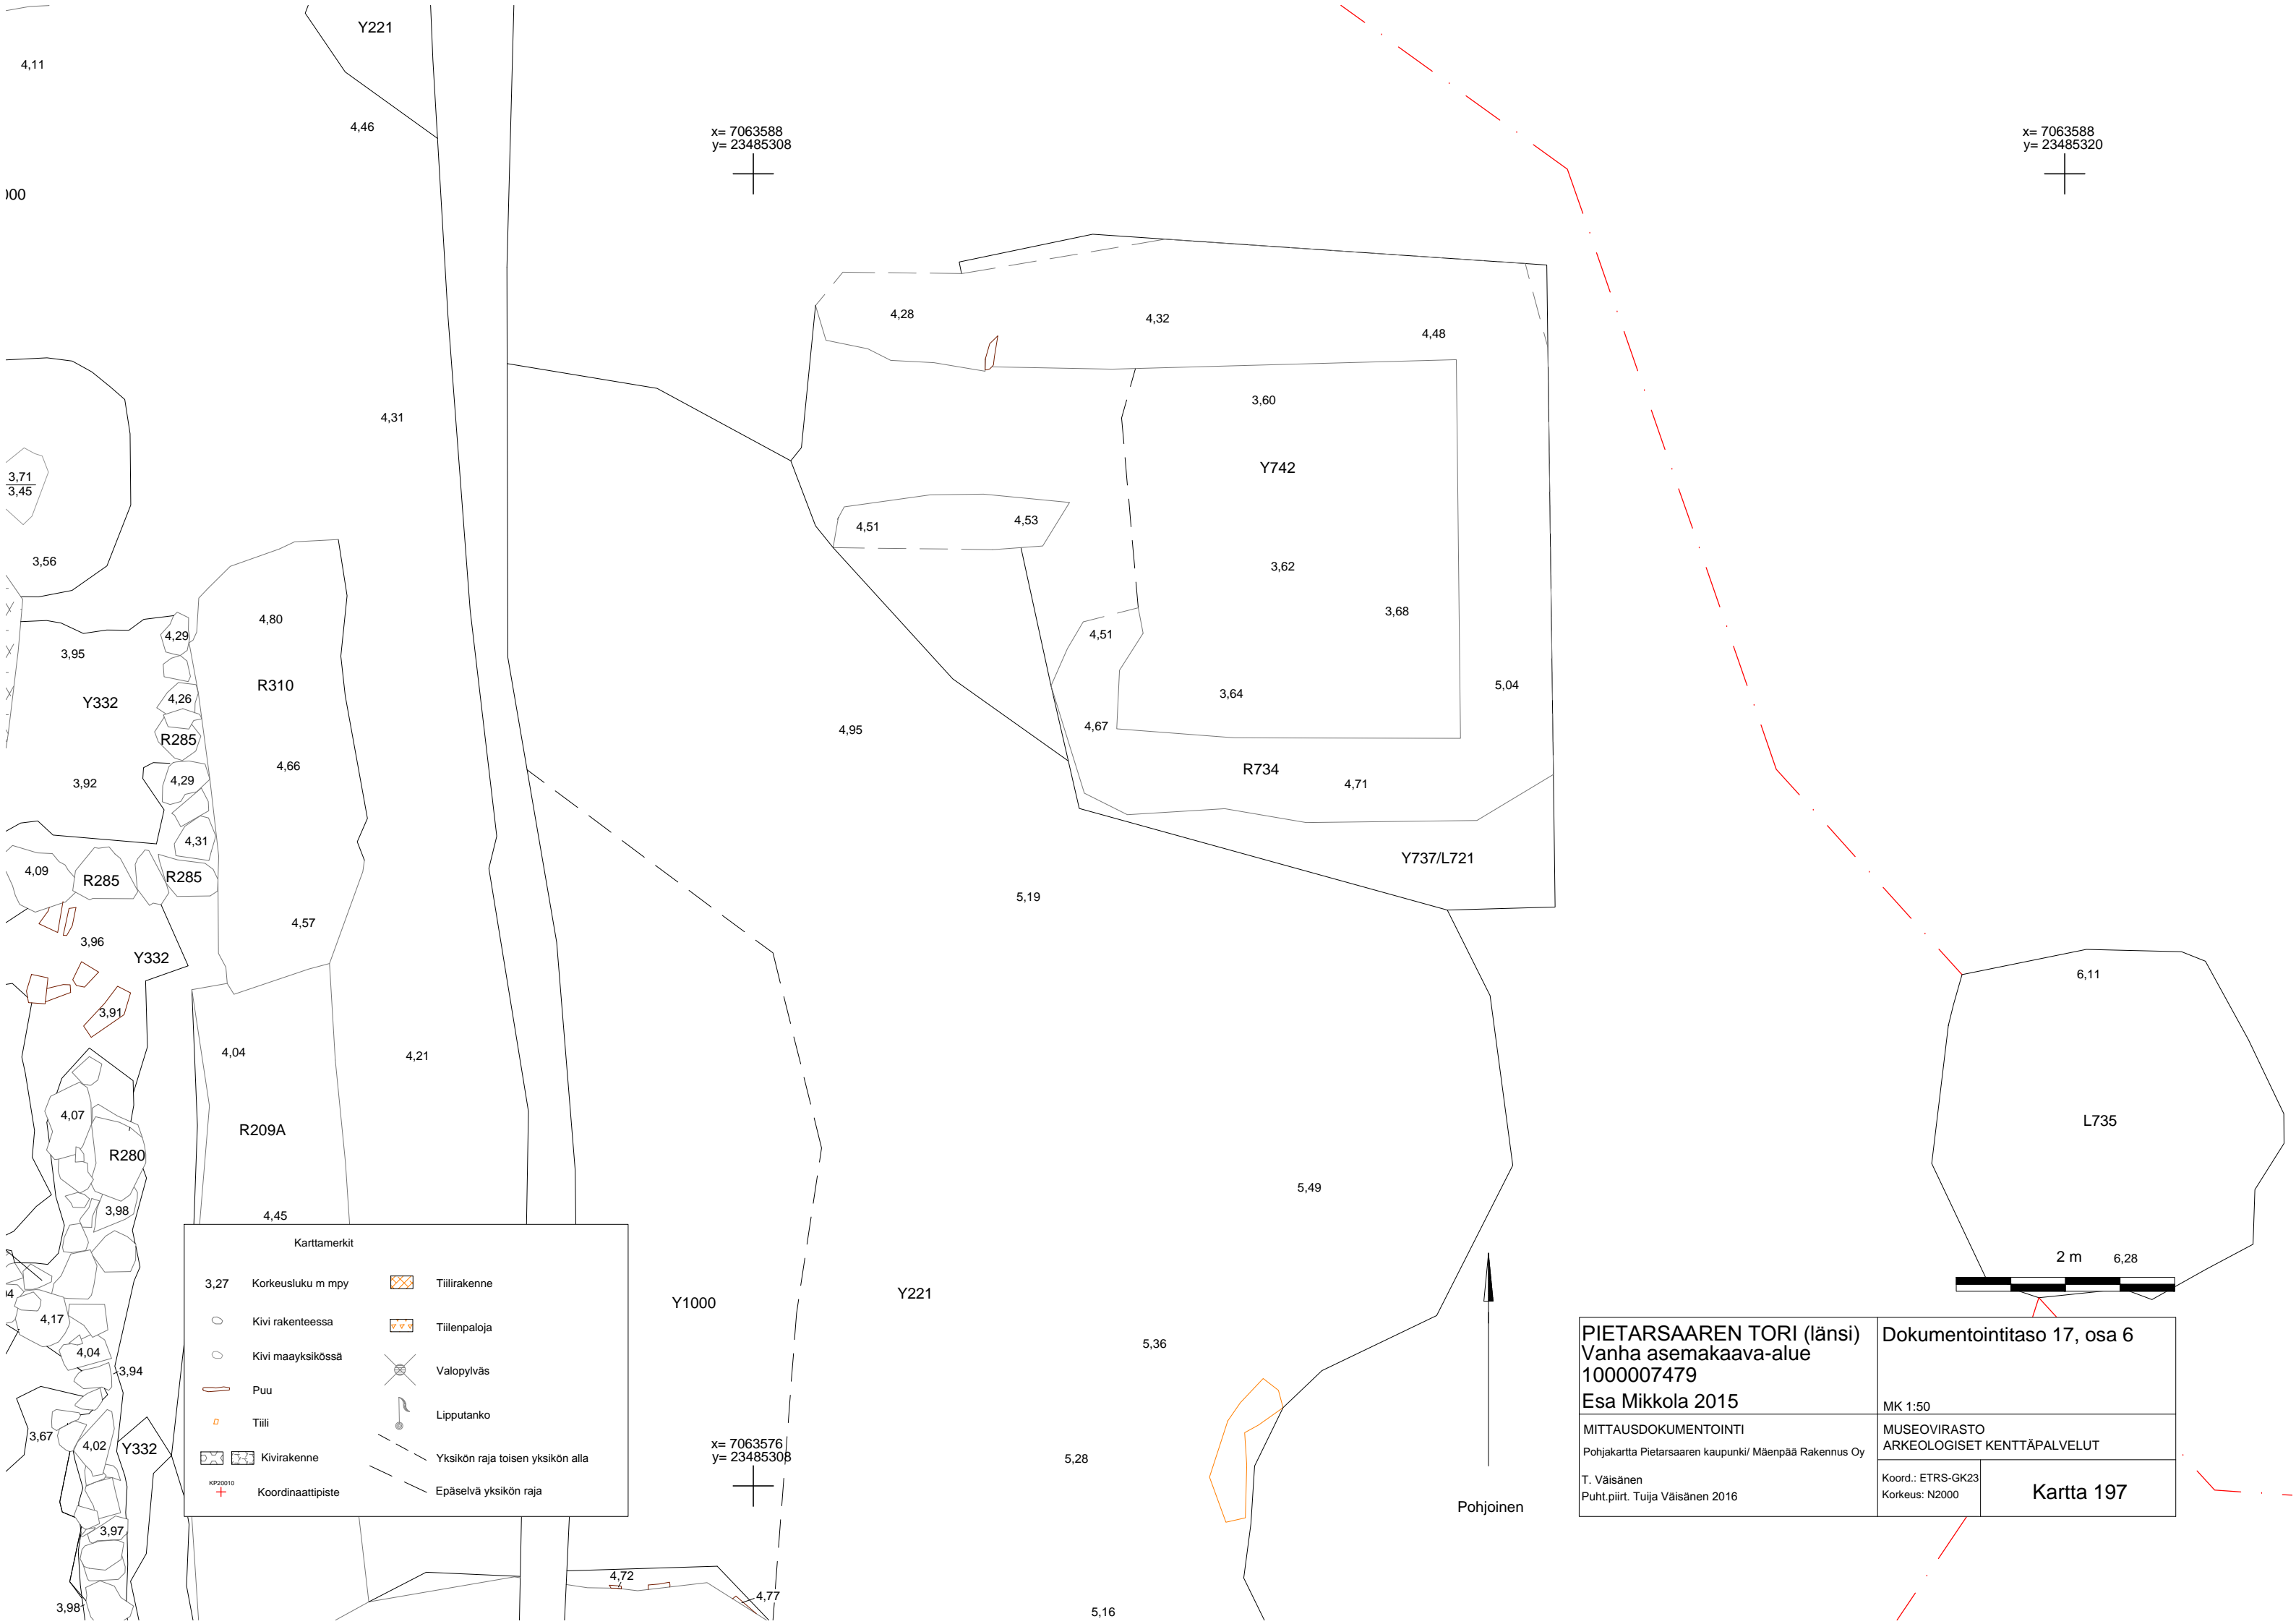 Y221
4,11
4,46
x= 7063588
y= 23485308
x= 7063588
y= 23485320
000
4,28
4,32
4,48
3,60
4,31
Y742
3,71
3,45
4,51
4,53
3,56
3,62
3,68
4,80
4,29
4,51
3,95
R310
5,04
Y332
4,26
3,64
4,67
4,95
R285
4,66
R734
3,92
4,29
4,71
4,31
Y737/L721
4,09
R285
R285
5,19
4,57
3,96
Y332
6,11
3,91
4,04
4,21
4,07
R209A
L735
R280
5,49
3,98
4,45
2 m
6,28
Y1000
Y221
4,17
04
4,04
3,94
5,36
3,67
4,02
Y332
x= 7063576
y= 23485308
5,28
Pohjoinen
3,97
4,72
4,77
3,98
5,16
Karttamerkit
3,27 Korkeusluku m mpy
Kivi rakenteessa
Kivi maayksikössä
Puu
Tiili
Kivirakenne
KP20010
Koordinaattipiste
Tiilirakenne
Tiilenpaloja
Valopylväs
Lipputanko
Yksikön raja toisen yksikön alla
Epäselvä yksikön raja
PIETARSAAREN TORI (länsi)
Vanha asemakaava-alue
1000007479
Esa Mikkola 2015
Dokumentointitaso 17, osa 6
MK 1:50
MITTAUSDOKUMENTOINTI
Pohjakartta Pietarsaaren kaupunki/ Mäenpää Rakennus Oy
T. Väisänen
Puht.piirt. Tuija Väisänen 2016
MUSEOVIRASTO
ARKEOLOGISET KENTTÄPALVELUT
Koord.: ETRS-GK23
Korkeus: N2000
Kartta 197